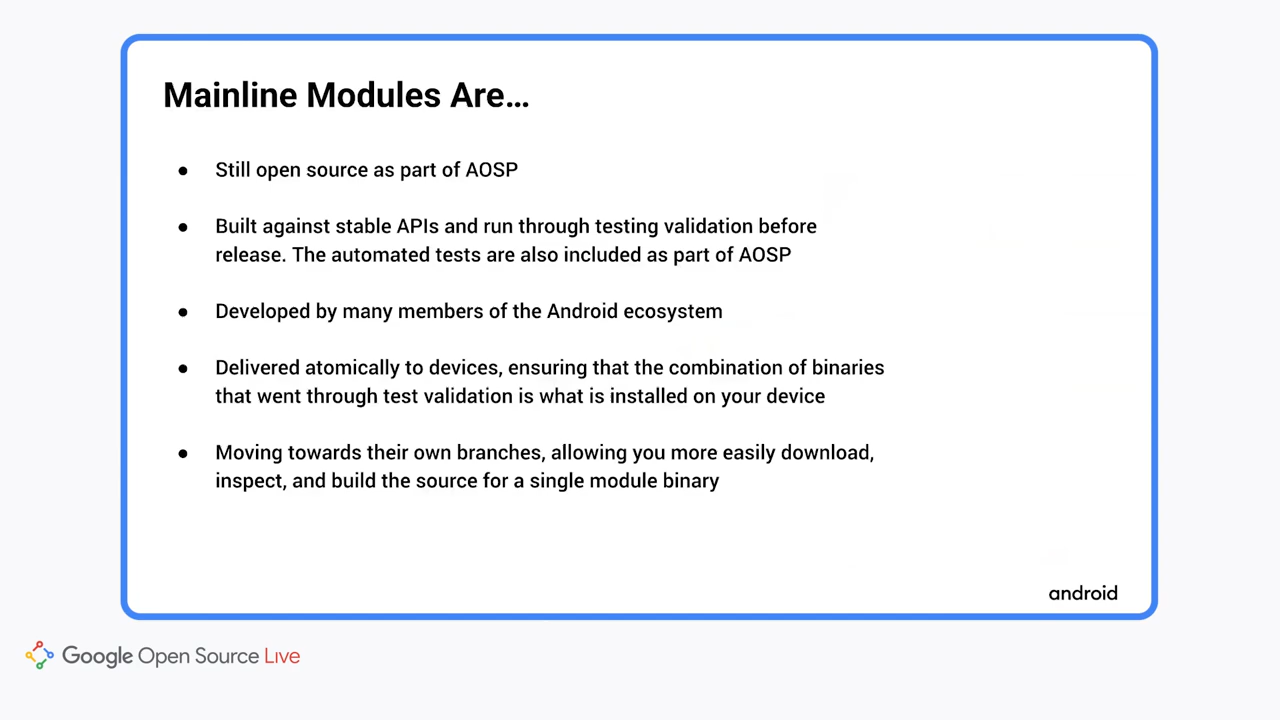 Mainline Modules Are…
● Still open source as part of AOSP
● Built against stable APIs and run through testing validation before
release. The automated tests are also included as part of AOSP
● Developed by many members of the Android ecosystem
● Delivered atomically to devices, ensuring that the combination of binaries
that went through test validation is what is installed on your device
● Moving towards their own branches, allowing you more easily download,
inspect, and build the source for a single module binary
android
Google Open Source Live